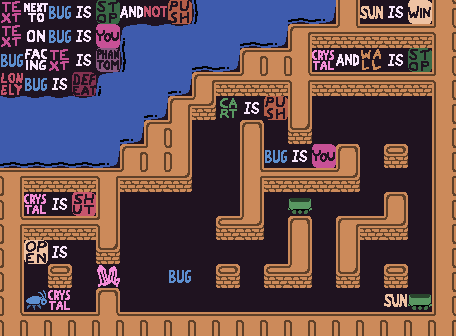 TEXT NEXT TO BUG IS STOP AND NOT PUSH
SUN IS WIN
TEXT ON BUG IS YOU
BUG FACING TEXT IS PHANTOM
CRYSTAL AND WALL IS STOP
LONELY BUG IS DEFEAT
CART IS PUSH
BUG IS YOU
CRYSTAL IS SHUT
OPEN IS
BUG
CRYSTAL
SUN